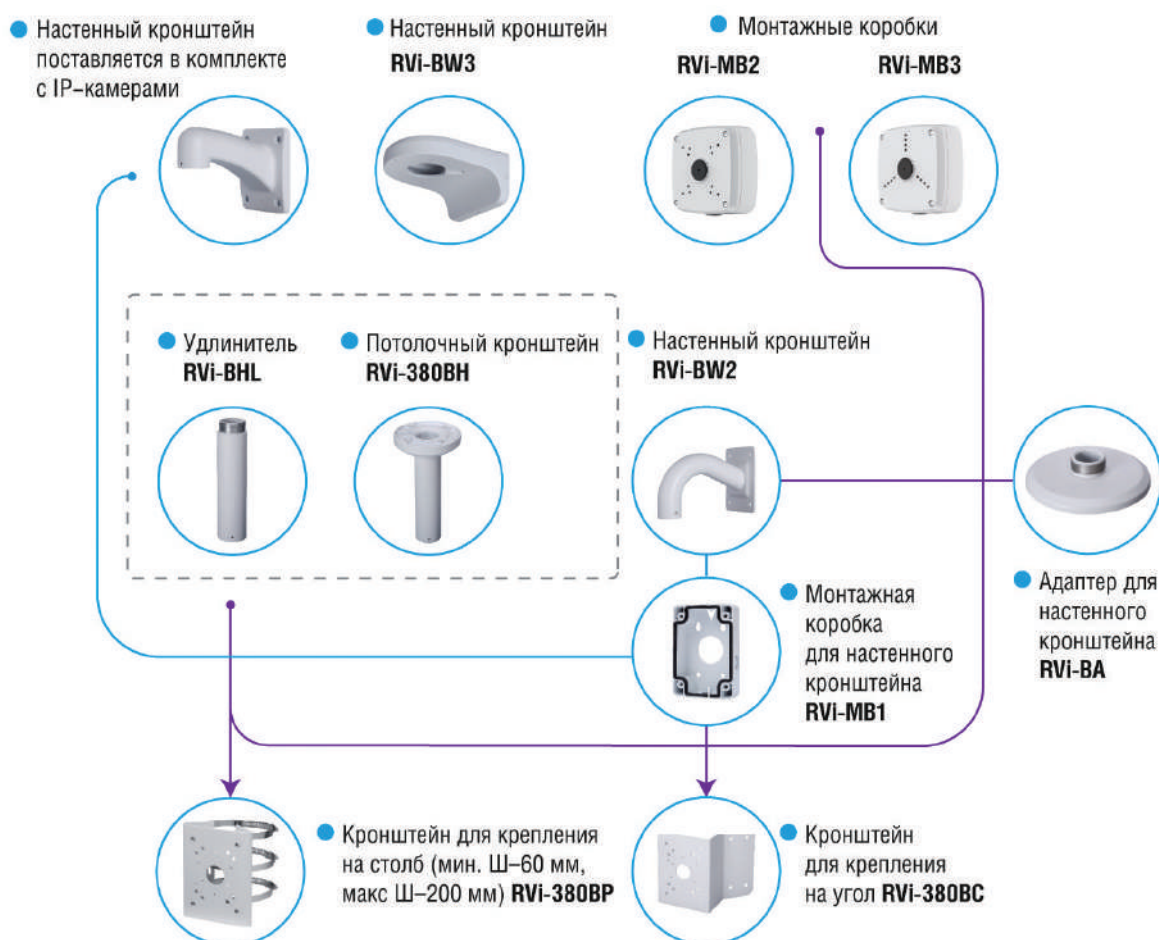 Настенный кронштейн
поставляется в комплекте
с IP–камерами
Настенный кронштейн
RVi-BW3
Монтажные коробки
RVi-MB2
RVi-MB3
Удлинитель
RVi-BHL
Потолочный кронштейн
RVi-380BH
Настенный кронштейн
RVi-BW2
Монтажная
коробка
для настенного
кронштейна
RVi-MB1
Адаптер для
настенного
кронштейна
RVi-BA
Кронштейн для крепления
на столб (мин. Ш–60 мм,
макс Ш–200 мм) RVi-380BP
Кронштейн
для крепления
на угол RVi-380BC